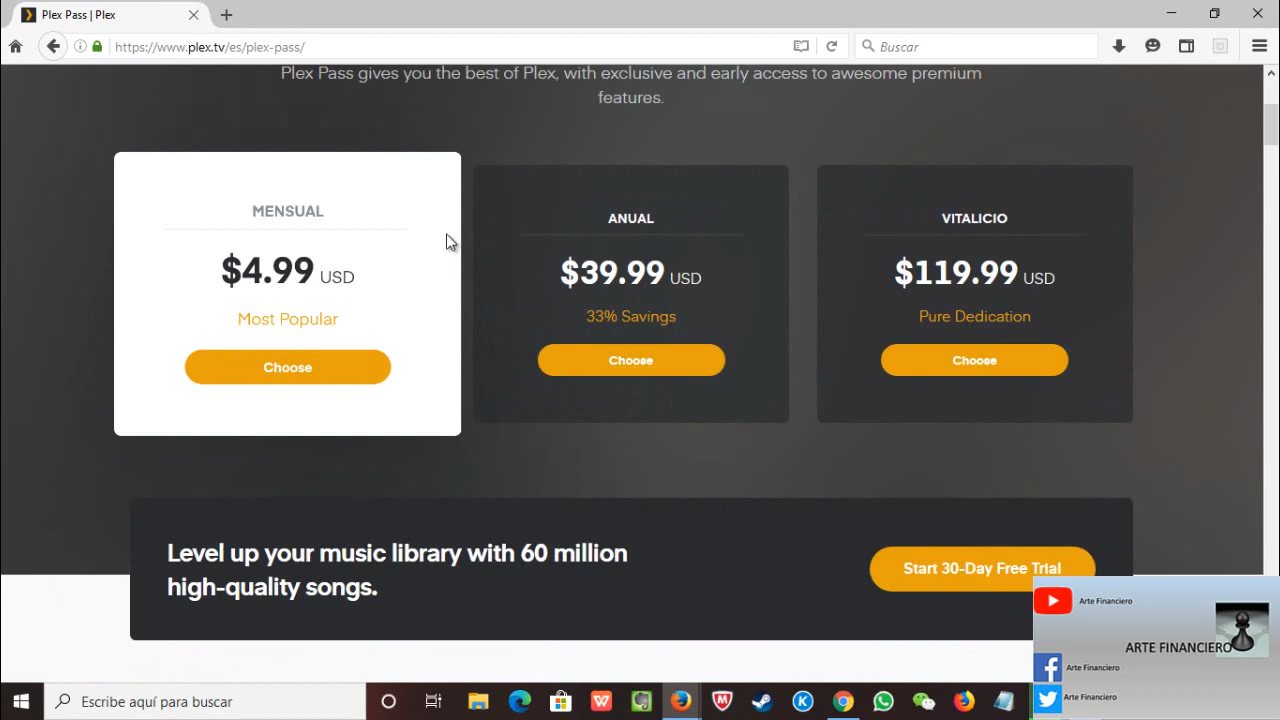 Plex Pass | Plex
https://www.plex.tv/es/plex-pass/
Buscar
Plex Pass gives you the best of Plex, with exclusive and early access to awesome premium
features.
MENSUAL
$4.99 USD
Most Popular
Choose
ANUAL
$39.99 USD
33% Savings
Choose
VITALICIO
$119.99 USD
Pure Dedication
Choose
Level up your music library with 60 million
high-quality songs.
Start 30-Day Free Trial
Arte Financiero
ARTE FINANCIERO
Arte Financiero
Arte Financiero
Escribe aquí para buscar